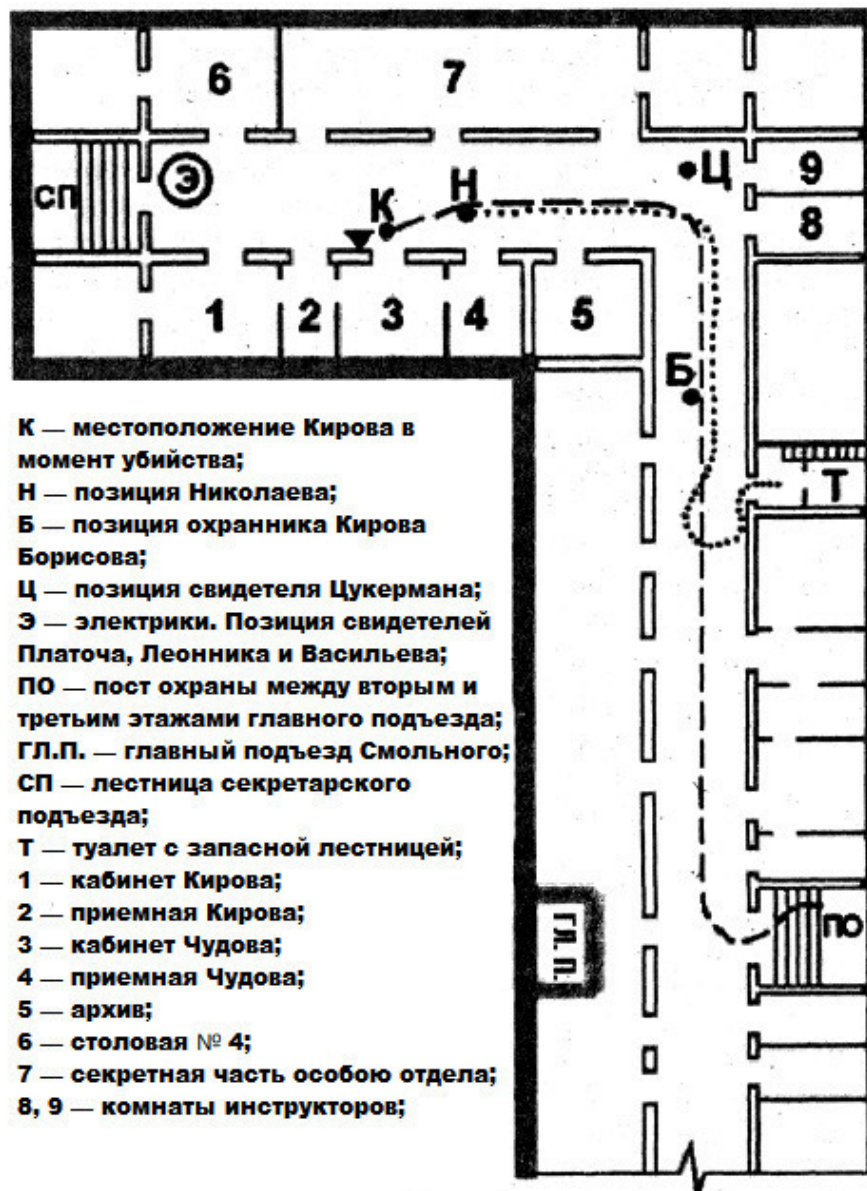 6
7
Ц
9
СП
Э
К
Н
8
1
2
3
4
5
Б
Т
К — местоположение Кирова в
момент убийства;
Н — позиция Николаева;
Б — позиция охранника Кирова
Борисова;
Ц — позиция свидетеля Цукермана;
Э — электрики. Позиция свидетелей
Платоча, Леонника и Васильева;
ПО — пост охраны между вторым и
третьим этажами главного подъезда;
ГЛ.П. — главный подъезд Смольного;
СП — лестница секретарского
подъезда;
Т — туалет с запасной лестницей;
1 — кабинет Кирова;
2 — приемная Кирова;
3 — кабинет Чудова;
4 — приемная Чудова;
5 — архив;
6 — столовая № 4;
7 — секретная часть особою отдела;
8, 9 — комнаты инструкторов;
ГЛ. П.
ПО